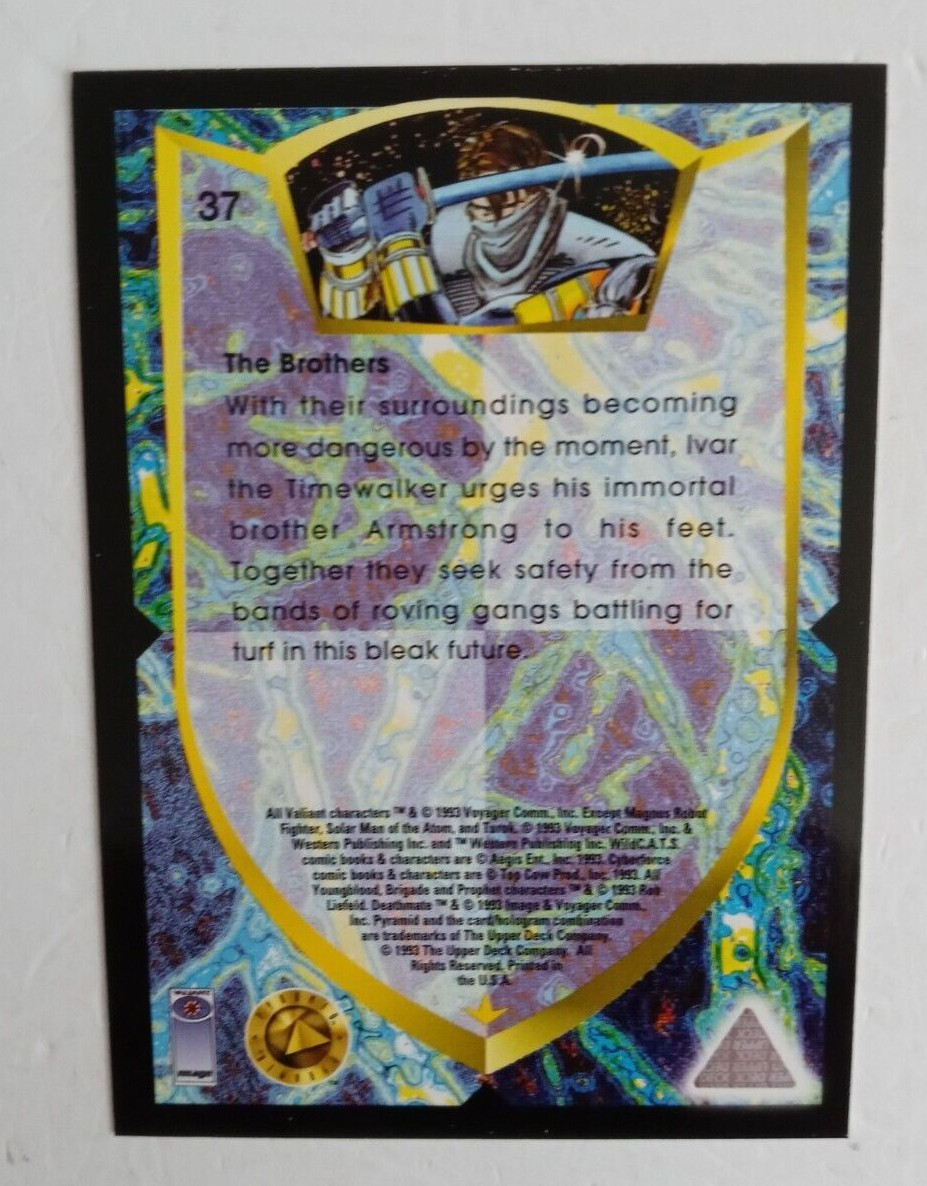 37
The Brothers
With their surroundings becoming
more dangerous by the moment, Ivar
the Timewalker urges his immortal
brother Armstrong to his feet.
Together they seek safety from the
bands of roving gangs battling for
turf in this bleak future.
All Valiant characters ™ & © 1993 Voyager Comm., Inc. Except Magnus Robot
Fighter, Solar Man of the Atom, and Turok, © 1993 Voyager Comm., Inc. &
Western Publishing Inc. and ™ Western Publishing Inc. WildC.A.T.S.
comic books & characters are © Aegis Ent., Inc. 1993. Cyberforce
comic books & characters are © Top Cow Prod., Inc. 1993. All
Youngblood, Brigade and Prophet characters ™ & © 1993 Rob
Liefeld. Deathmate ™ & © 1993 Image & Voyager Comm.,
Inc. Pyramid and the card/hologram combination
are trademarks of The Upper Deck Company.
© 1993 The Upper Deck Company. All
Rights Reserved. Printed in
the U.S.A.